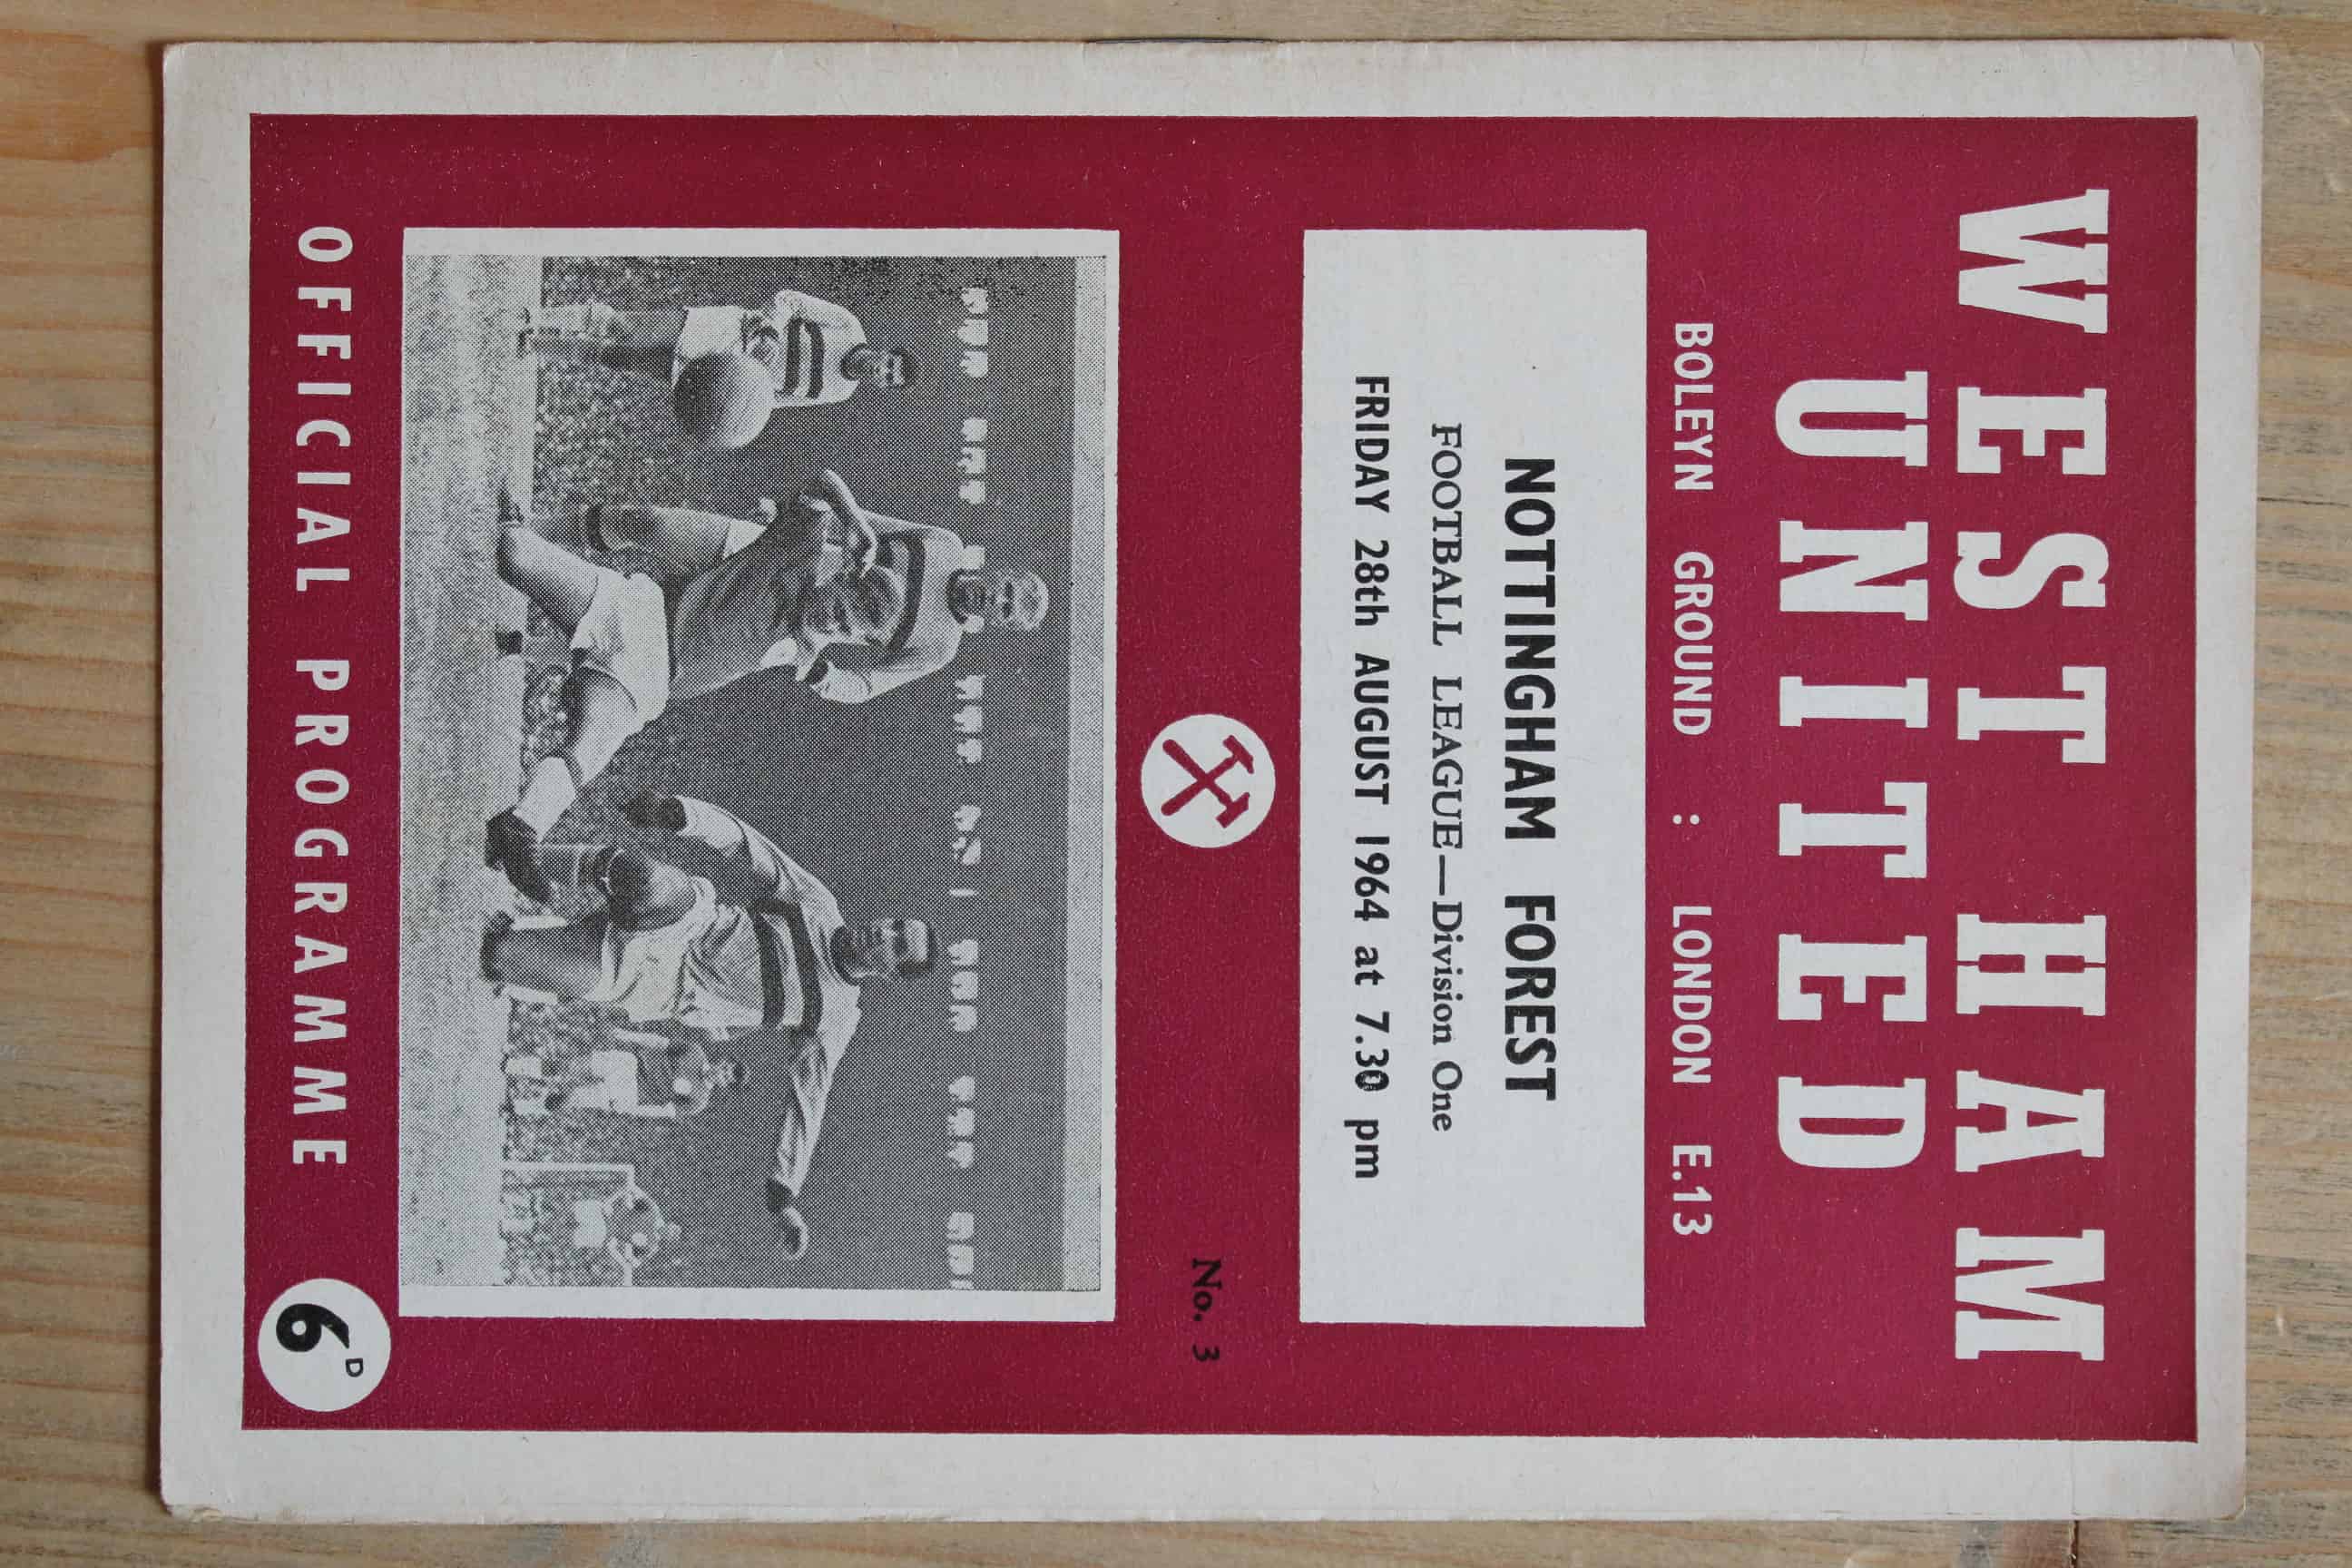 WEST HAM
UNITED
BOLEYN GROUND : LONDON E.13
NOTTINGHAM FOREST
FOOTBALL LEAGUE—Division One
FRIDAY 28th AUGUST 1964 at 7.30 pm
No. 3
OFFICIAL PROGRAMME
6D